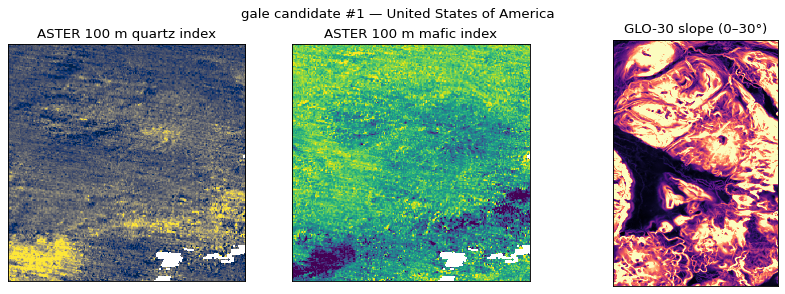 gale candidate #1 — United States of America
ASTER 100 m quartz index
ASTER 100 m mafic index
GLO-30 slope (0–30°)